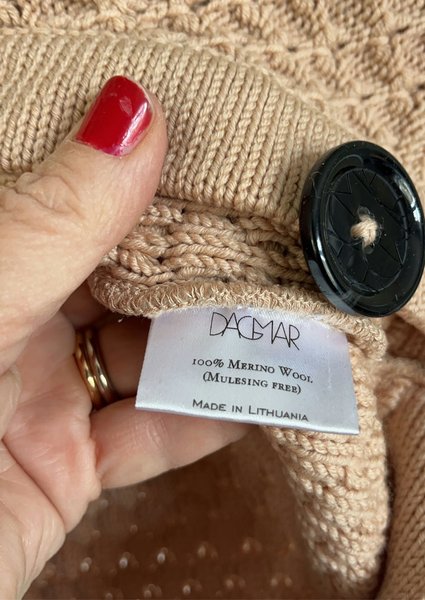 DAGMAR
100% Merino Wool
(Mulesing free)
Made in Lithuania